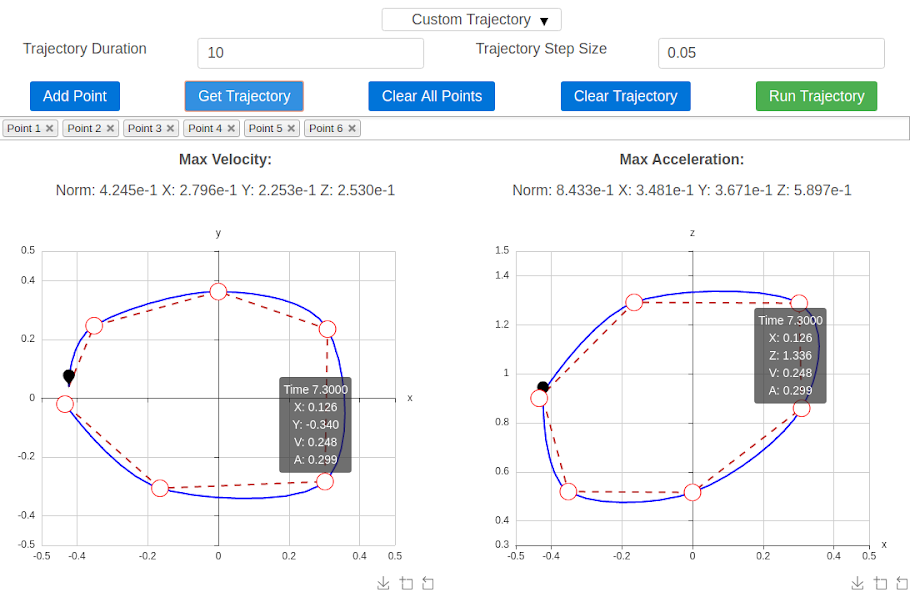 Custom Trajectory ▼
Trajectory Duration 10 Trajectory Step Size 0.05
Add Point Get Trajectory Clear All Points Clear Trajectory Run Trajectory
Point 1 × Point 2 × Point 3 × Point 4 × Point 5 × Point 6 ×
Max Velocity:
Norm: 4.245e-1 X: 2.796e-1 Y: 2.253e-1 Z: 2.530e-1
Max Acceleration:
Norm: 8.433e-1 X: 3.481e-1 Y: 3.671e-1 Z: 5.897e-1
y
0.5
0.4
0.2
0
-0.2
-0.4
-0.5
x
-0.5 -0.4 -0.2 0 0.2 0.4 0.5
Time 7.3000
X: 0.126
Y: -0.340
V: 0.248
A: 0.299
z
1.5
1.4
1.2
1
0.8
0.6
0.4
0.3
x
-0.5 -0.4 -0.2 0 0.2 0.4 0.5
Time 7.3000
X: 0.126
Z: 1.336
V: 0.248
A: 0.299